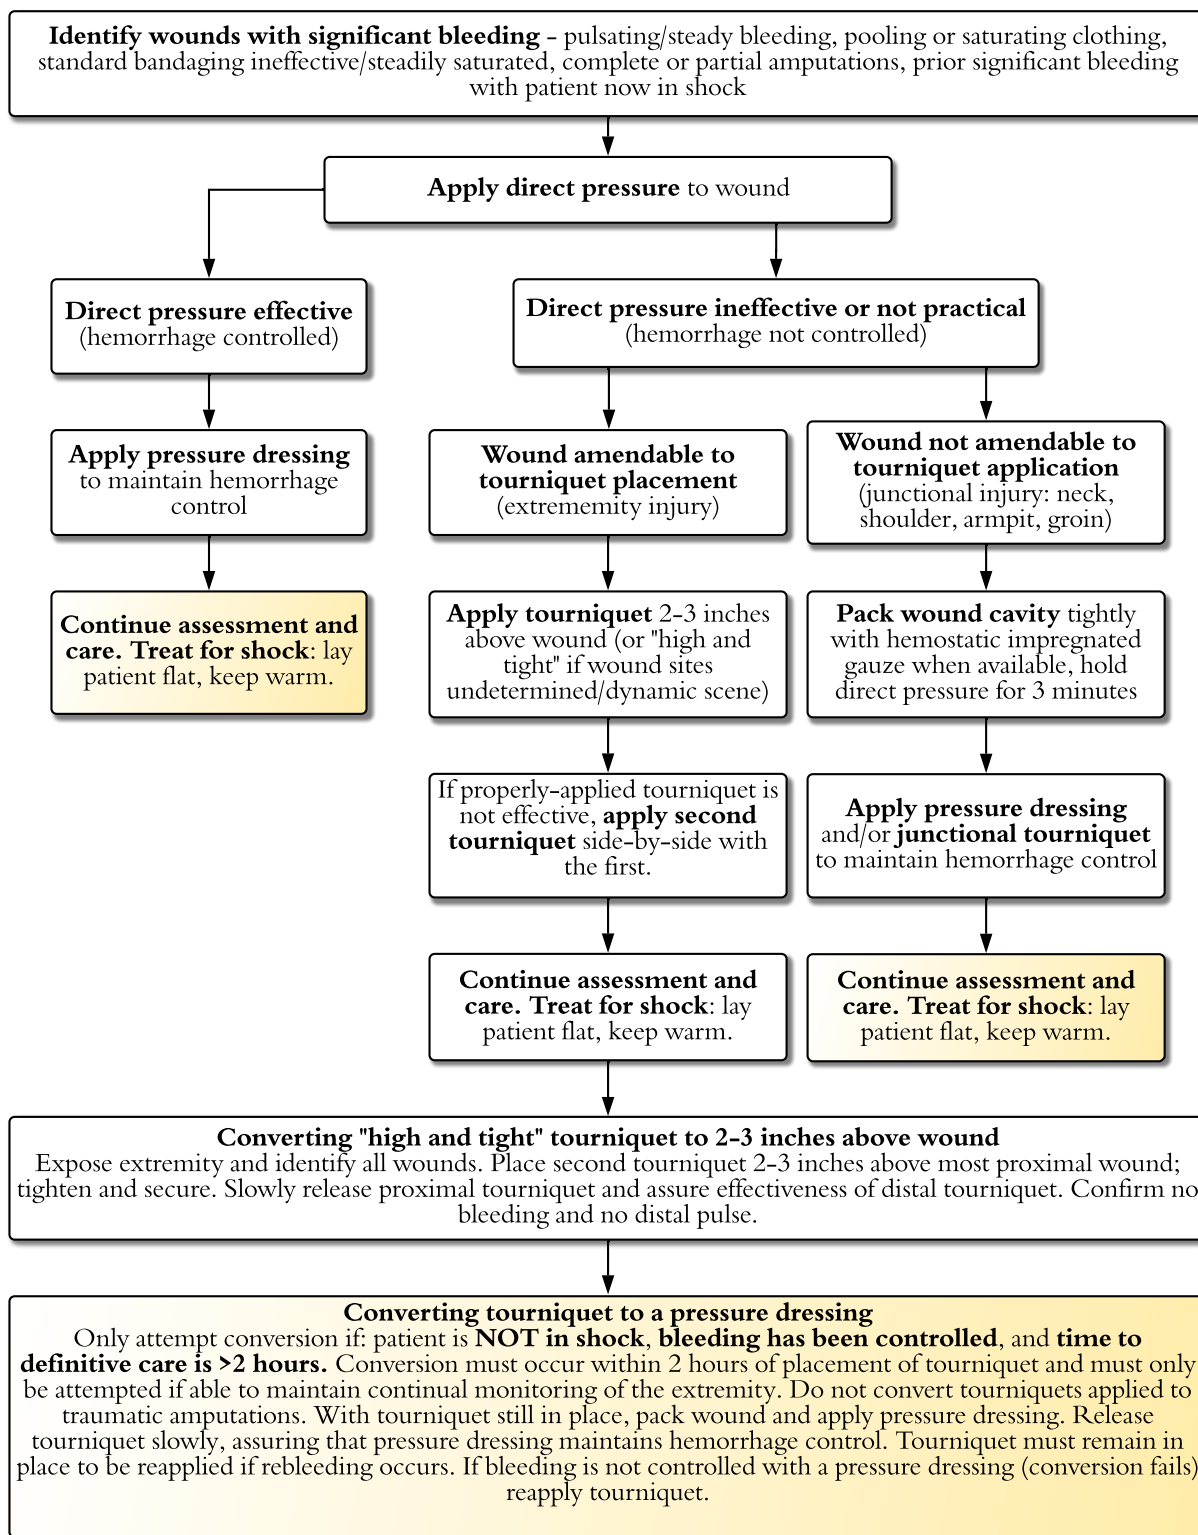 Identify wounds with significant bleeding - pulsating/steady bleeding, pooling or saturating clothing,
standard bandaging ineffective/steadily saturated, complete or partial amputations, prior significant bleeding
with patient now in shock
Apply direct pressure to wound
Direct pressure effective
(hemorrhage controlled)
Direct pressure ineffective or not practical
(hemorrhage not controlled)
Apply pressure dressing
to maintain hemorrhage
control
Wound amendable to
tourniquet placement
(extrememity injury)
Wound not amendable to
tourniquet application
(junctional injury: neck,
shoulder, armpit, groin)
Continue assessment and
care. Treat for shock: lay
patient flat, keep warm.
Apply tourniquet 2-3 inches
above wound (or "high and
tight" if wound sites
undetermined/dynamic scene)
Pack wound cavity tightly
with hemostatic impregnated
gauze when available, hold
direct pressure for 3 minutes
If properly-applied tourniquet is
not effective, apply second
tourniquet side-by-side with
the first.
Apply pressure dressing
and/or junctional tourniquet
to maintain hemorrhage control
Continue assessment and
care. Treat for shock: lay
patient flat, keep warm.
Continue assessment and
care. Treat for shock: lay
patient flat, keep warm.
Converting "high and tight" tourniquet to 2-3 inches above wound
Expose extremity and identify all wounds. Place second tourniquet 2-3 inches above most proximal wound;
tighten and secure. Slowly release proximal tourniquet and assure effectiveness of distal tourniquet. Confirm no
bleeding and no distal pulse.
Converting tourniquet to a pressure dressing
Only attempt conversion if: patient is NOT in shock, bleeding has been controlled, and time to
definitive care is >2 hours. Conversion must occur within 2 hours of placement of tourniquet and must only
be attempted if able to maintain continual monitoring of the extremity. Do not convert tourniquets applied to
traumatic amputations. With tourniquet still in place, pack wound and apply pressure dressing. Release
tourniquet slowly, assuring that pressure dressing maintains hemorrhage control. Tourniquet must remain in
place to be reapplied if rebleeding occurs. If bleeding is not controlled with a pressure dressing (conversion fails)
reapply tourniquet.